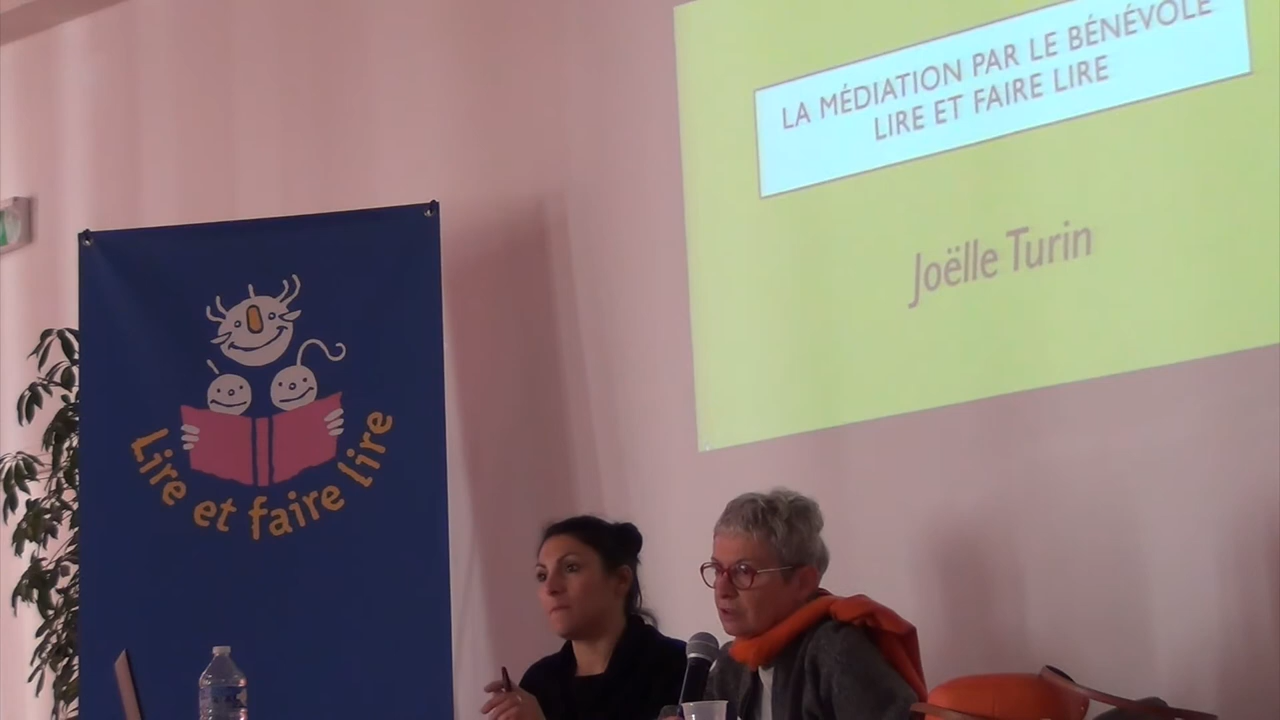 LA MÉDIATION PAR LE BÉNÉVOLE
LIRE ET FAIRE LIRE
Joëlle Turin
Lire et faire lire